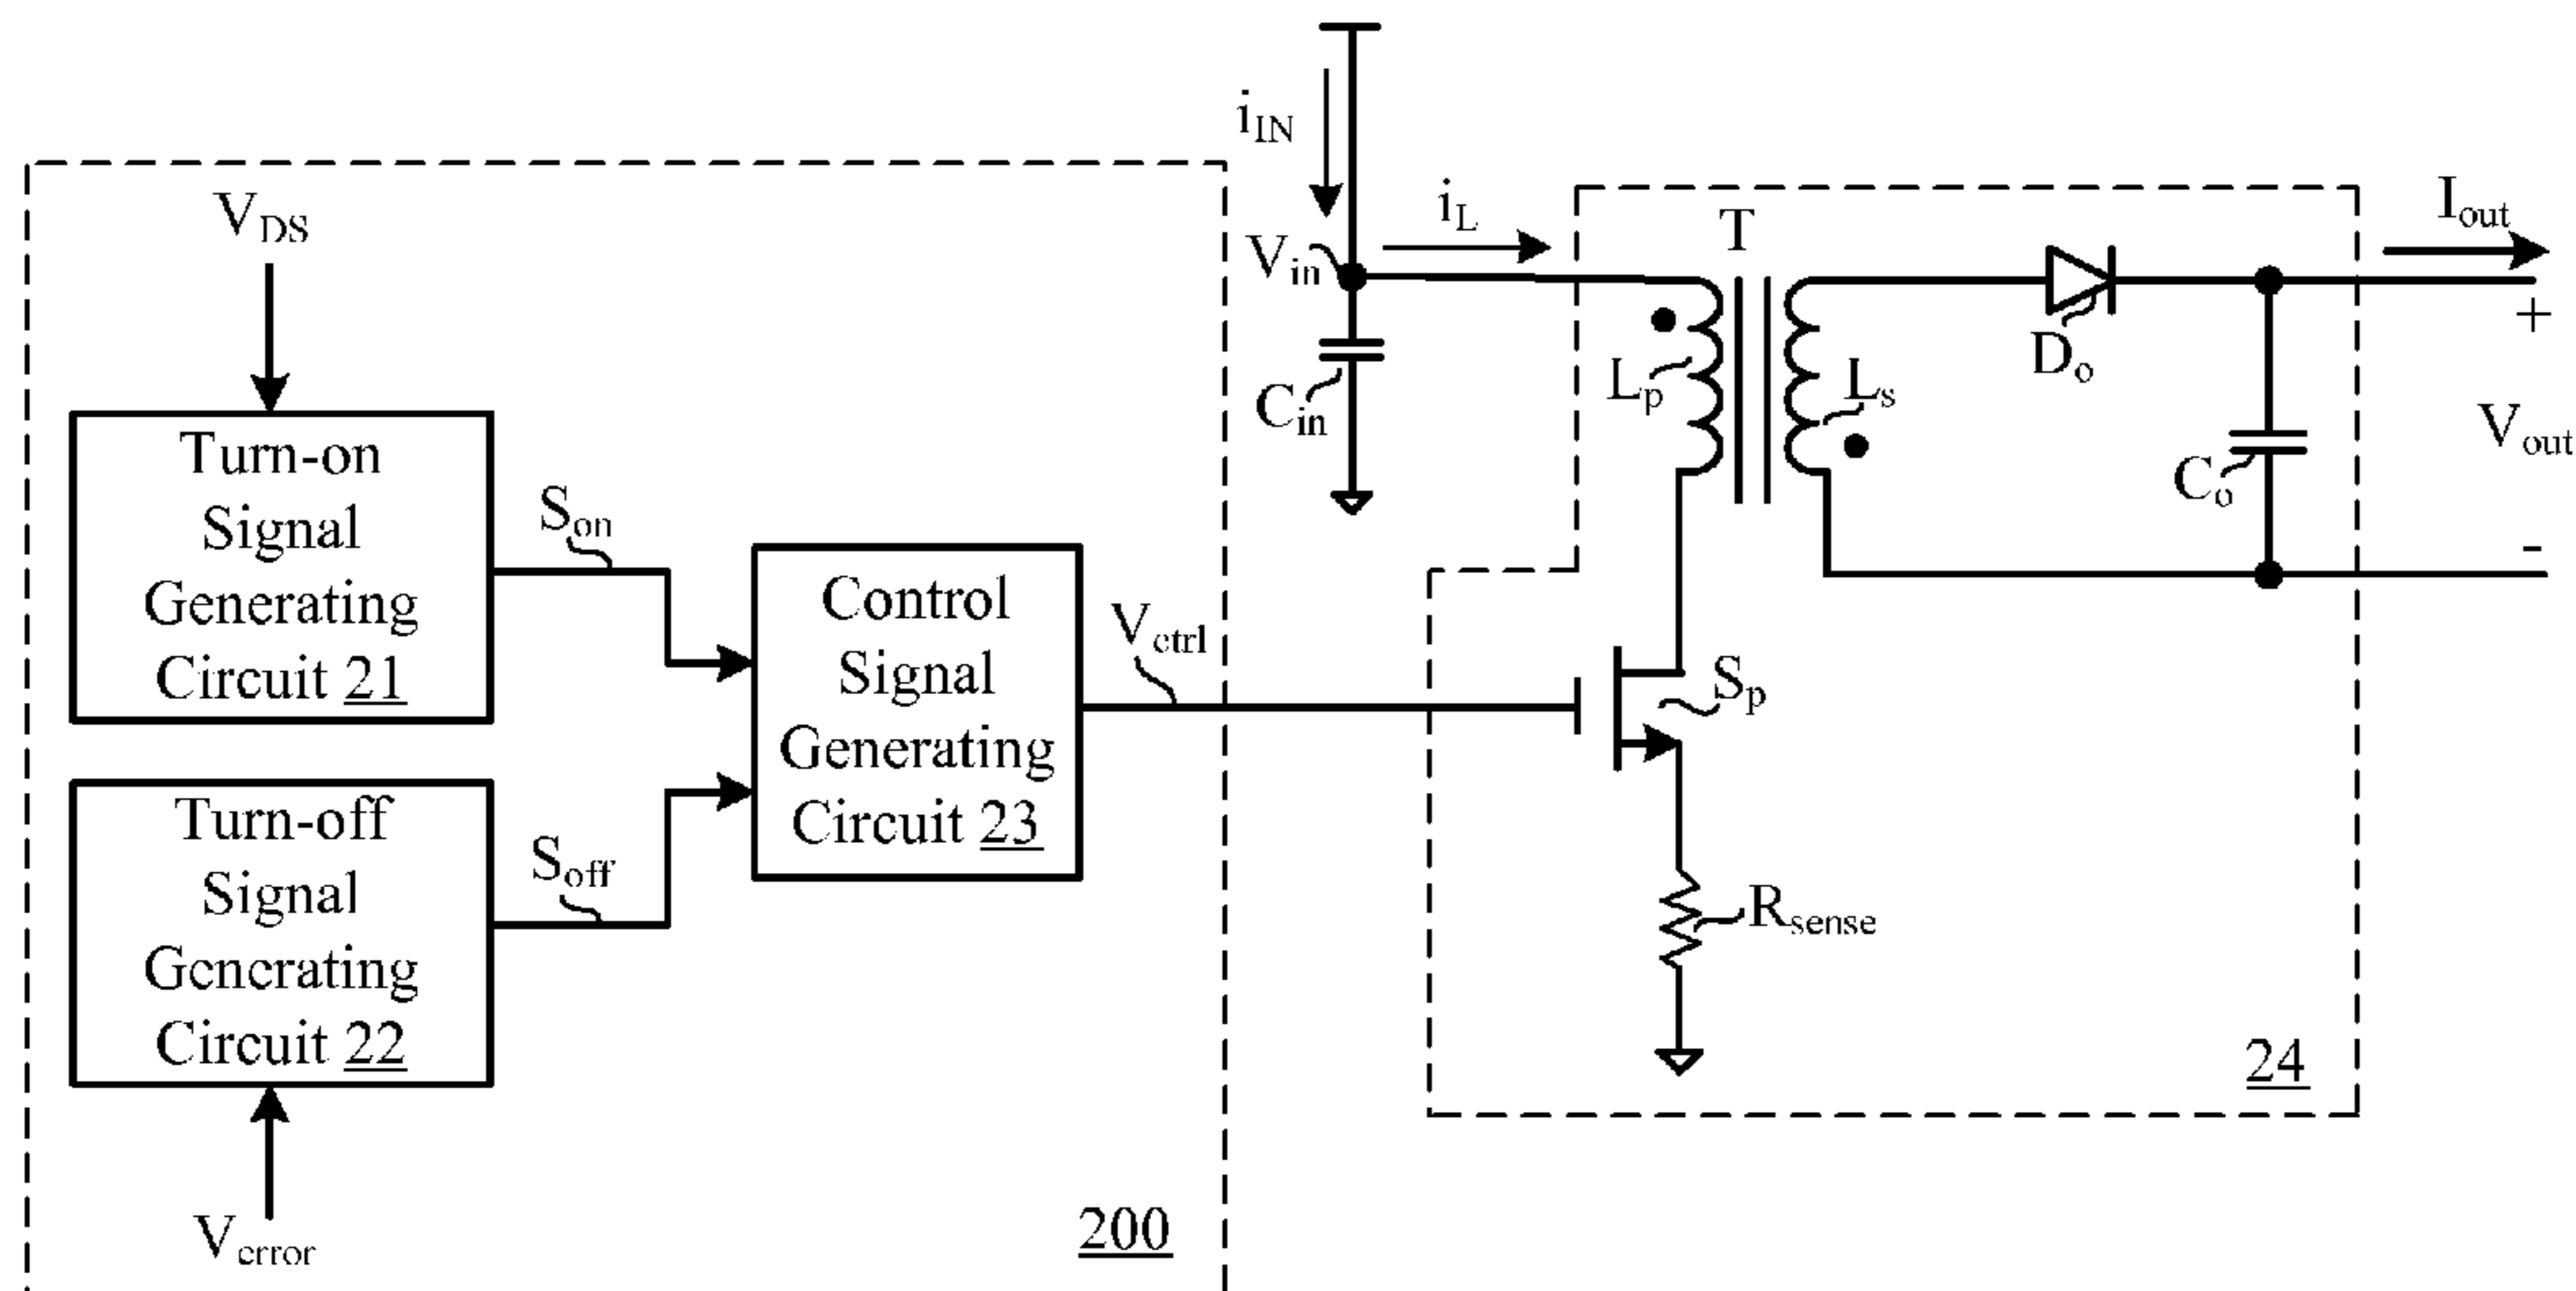 V_DS
Turn-on
Signal
Generating
Circuit 21
S_on
Turn-off
Signal
Generating
Circuit 22
S_off
V_error
Control
Signal
Generating
Circuit 23
V_ctrl
200
i_IN
V_in
i_L
C_in
T
L_p
L_s
D_o
C_o
I_out
+
V_out
-
S_p
R_sense
24